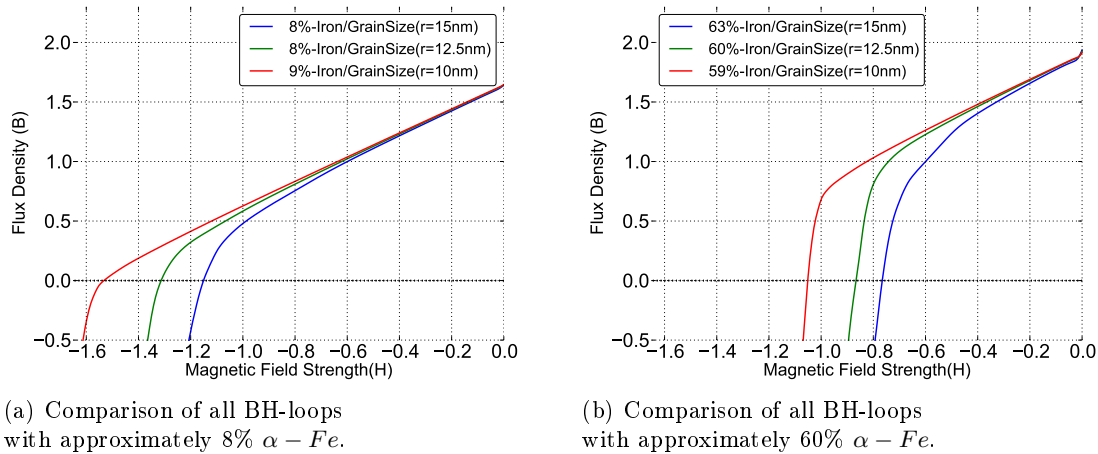 8%-Iron/GrainSize(r=15nm)
8%-Iron/GrainSize(r=12.5nm)
9%-Iron/GrainSize(r=10nm)
2.0
1.5
1.0
0.5
0.0
−0.5
Flux Density (B)
−1.6 −1.4 −1.2 −1.0 −0.8 −0.6 −0.4 −0.2 0.0
Magnetic Field Strength(H)
(a) Comparison of all BH-loops
with approximately 8% α − Fe.
63%-Iron/GrainSize(r=15nm)
60%-Iron/GrainSize(r=12.5nm)
59%-Iron/GrainSize(r=10nm)
2.0
1.5
1.0
0.5
0.0
−0.5
Flux Density (B)
−1.6 −1.4 −1.2 −1.0 −0.8 −0.6 −0.4 −0.2 0.0
Magnetic Field Strength(H)
(b) Comparison of all BH-loops
with approximately 60% α − Fe.